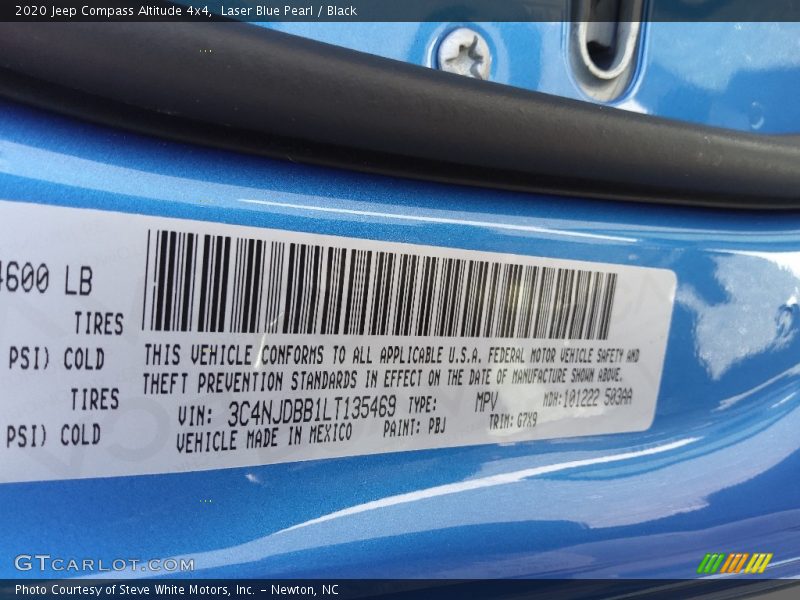 2020 Jeep Compass Altitude 4x4, Laser Blue Pearl / Black
4600 LB
TIRES
PSI) COLD
TIRES
PSI) COLD
THIS VEHICLE CONFORMS TO ALL APPLICABLE U.S.A. FEDERAL MOTOR VEHICLE SAFETY AND
THEFT PREVENTION STANDARDS IN EFFECT ON THE DATE OF MANUFACTURE SHOWN ABOVE.
VIN: 3C4NJDBB1LT135469 TYPE: MPV MDH:101222 503AA
VEHICLE MADE IN MEXICO PAINT: PBJ TRIM: G7X9
GTCARLOT.COM
Photo Courtesy of Steve White Motors, Inc. – Newton, NC